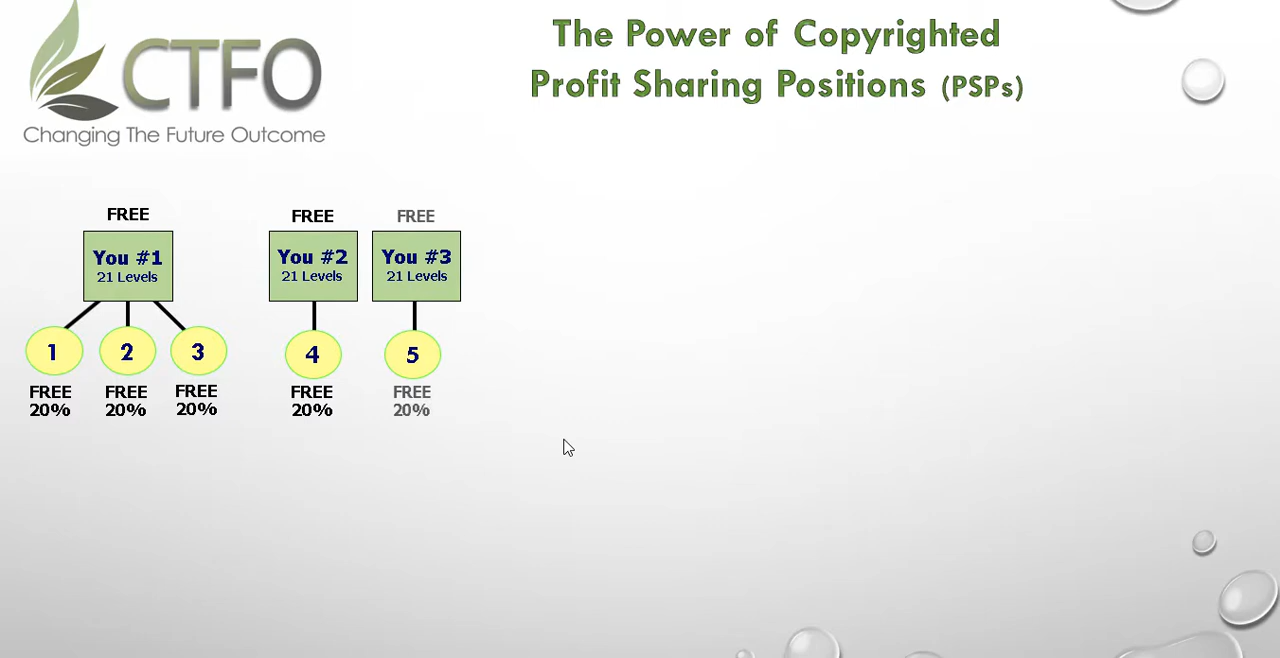 CTFO
Changing The Future Outcome
The Power of Copyrighted
Profit Sharing Positions (PSPs)
FREE
You #1
21 Levels
1
2
3
FREE
20%
FREE
20%
FREE
20%
FREE
You #2
21 Levels
4
FREE
20%
FREE
You #3
21 Levels
5
FREE
20%